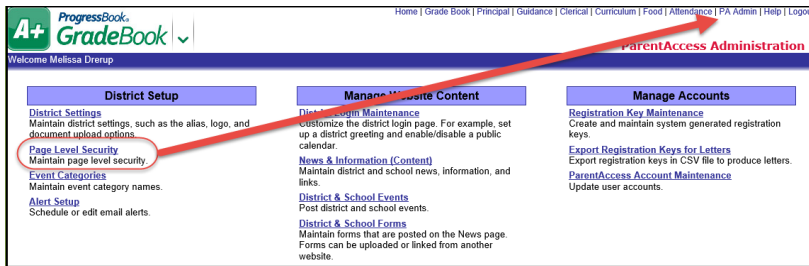 Home | Grade Book | Principal | Guidance | Clerical | Curriculum | Food | Attendance | PA Admin | Help | Logou
A+ ProgressBook®
GradeBook
ParentAccess Administration
Welcome Melissa Drerup
District Setup
District Settings
Maintain district settings, such as the alias, logo, and
document upload options.
Page Level Security
Maintain page level security.
Event Categories
Maintain event category names.
Alert Setup
Schedule or edit email alerts.
Manage Website Content
District Login Maintenance
Customize the district login page. For example, set
up a district greeting and enable/disable a public
calendar.
News & Information (Content)
Maintain district and school news, information, and
links.
District & School Events
Post district and school events.
District & School Forms
Maintain forms that are posted on the News page.
Forms can be uploaded or linked from another
website.
Manage Accounts
Registration Key Maintenance
Create and maintain system generated registration
keys.
Export Registration Keys for Letters
Export registration keys in CSV file to produce letters.
ParentAccess Account Maintenance
Update user accounts.